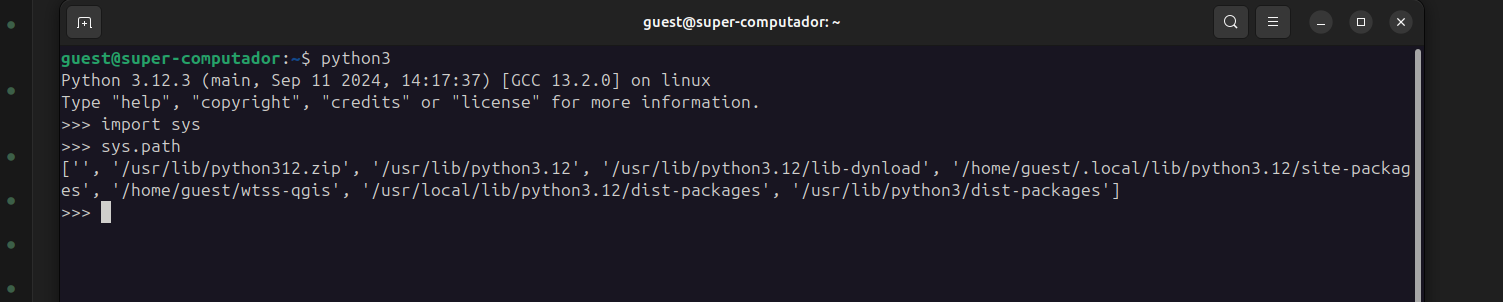 guest@super-computador: ~
guest@super-computador:~$ python3
Python 3.12.3 (main, Sep 11 2024, 14:17:37) [GCC 13.2.0] on linux
Type "help", "copyright", "credits" or "license" for more information.
>>> import sys
>>> sys.path
['', '/usr/lib/python312.zip', '/usr/lib/python3.12', '/usr/lib/python3.12/lib-dynload', '/home/guest/.local/lib/python3.12/site-packag
es', '/home/guest/wtss-qgis', '/usr/local/lib/python3.12/dist-packages', '/usr/lib/python3/dist-packages']
>>>